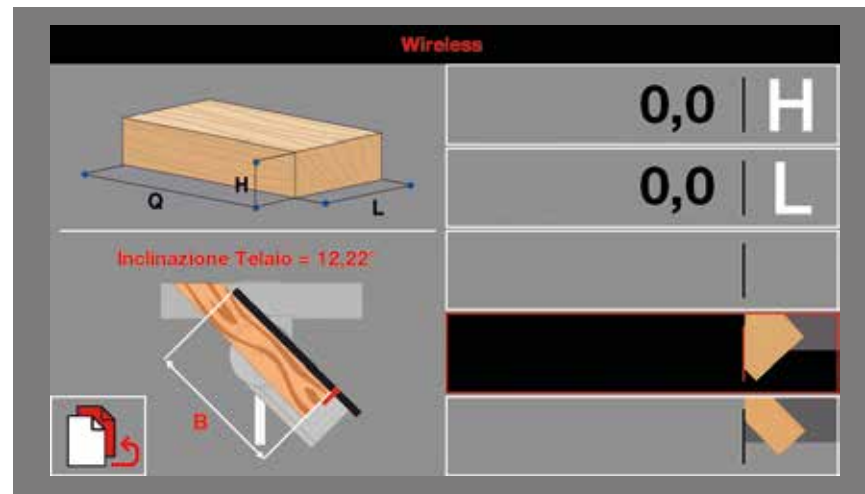 Wireless
0,0 H
0,0 L
H
Q
L
Inclinazione Telaio = 12,22°
B